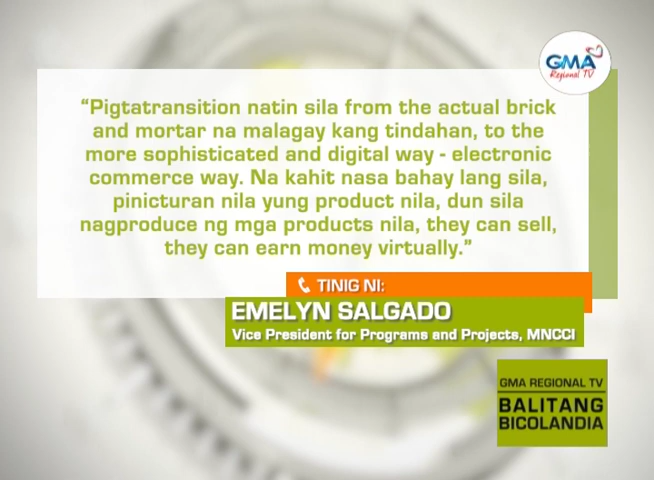 GMA
Regional TV
“Pigtatransition natin sila from the actual brick
and mortar na malagay kang tindahan, to the
more sophisticated and digital way - electronic
commerce way. Na kahit nasa bahay lang sila,
pinicturan nila yung product nila, dun sila
nagproduce ng mga products nila, they can sell,
they can earn money virtually.”
TINIG NI:
EMELYN SALGADO
Vice President for Programs and Projects, MNCCI
GMA REGIONAL TV
BALITANG
BICOLANDIA